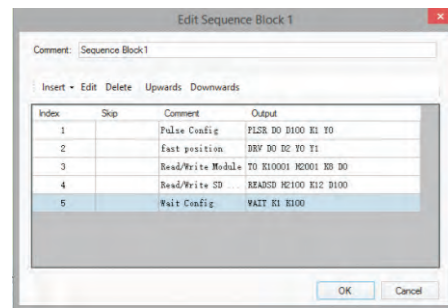 Edit Sequence Block 1
Comment: Sequence Block1
Insert Edit Delete Upwards Downwards
Index Skip Comment Output
1 Pulse Config PLSR D0 D100 K1 Y0
2 fast position DRV D0 D2 Y0 Y1
3 Read/Write Module TO K10001 H2001 K8 D0
4 Read/Write SD ... READSD H2100 K12 D100
5 Wait Config WAIT K1 K100
OK Cancel